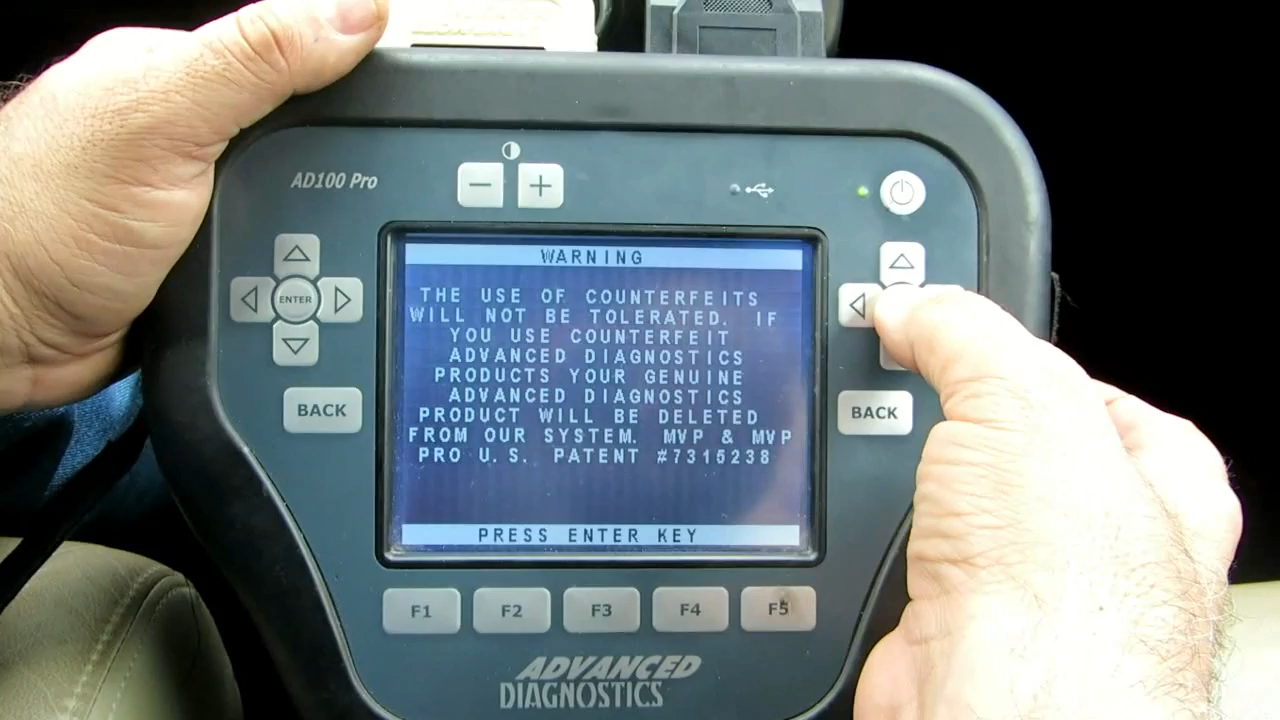 AD100 Pro
WARNING
THE USE OF COUNTERFEITS
WILL NOT BE TOLERATED. IF
YOU USE COUNTERFEIT
ADVANCED DIAGNOSTICS
PRODUCTS YOUR GENUINE
ADVANCED DIAGNOSTICS
PRODUCT WILL BE DELETED
FROM OUR SYSTEM. MVP & MVP
PRO U.S. PATENT #7315238
PRESS ENTER KEY
ENTER
BACK
BACK
F1 F2 F3 F4 F5
ADVANCED
DIAGNOSTICS